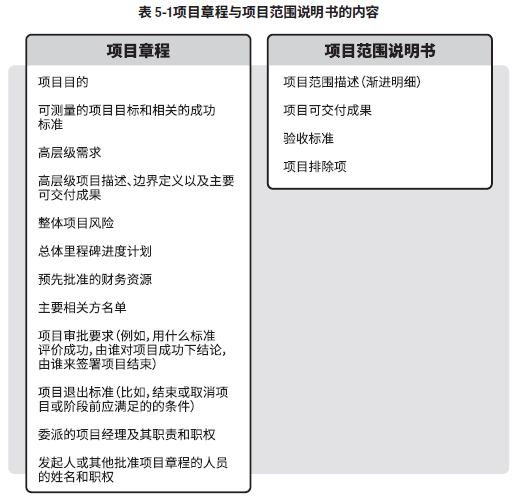 表 5-1项目章程与项目范围说明书的内容
项目章程
项目目的
可测量的项目目标和相关的成功
标准
高层级需求
高层级项目描述、边界定义以及主要
可交付成果
整体项目风险
总体里程碑进度计划
预先批准的财务资源
主要相关方名单
项目审批要求（例如，用什么标准
评价成功，由谁对项目成功下结论，
由谁来签署项目结束）
项目退出标准（比如，结束或取消项
目或阶段前应满足的的条件）
委派的项目经理及其职责和职权
发起人或其他批准项目章程的人员
的姓名和职权
项目范围说明书
项目范围描述（渐进明细）
项目可交付成果
验收标准
项目排除项